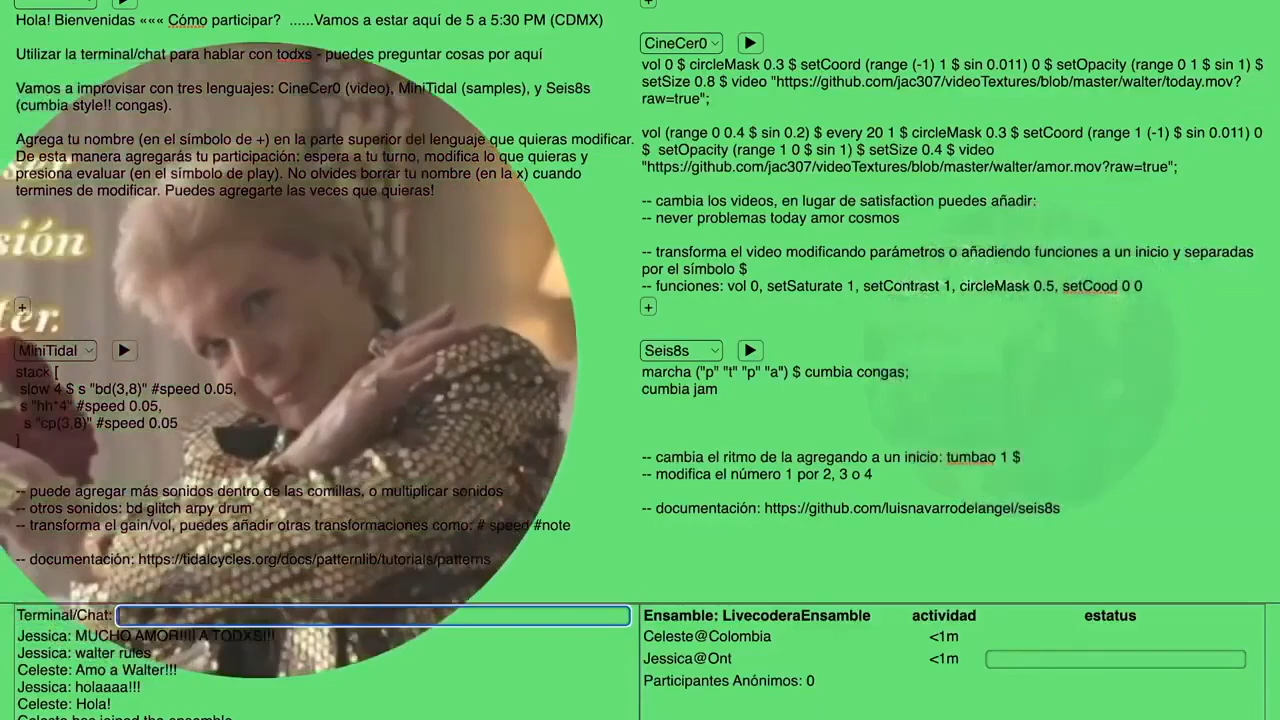 Hola! Bienvenidas ««« Cómo participar? ......Vamos a estar aquí de 5 a 5:30 PM (CDMX)
Utilizar la terminal/chat para hablar con todxs - puedes preguntar cosas por aquí
Vamos a improvisar con tres lenguajes: CineCer0 (video), MiniTidal (samples), y Seis8s
(cumbia style!! congas).
Agrega tu nombre (en el símbolo de +) en la parte superior del lenguaje que quieras modificar.
De esta manera agregarás tu participación: espera a tu turno, modifica lo que quieras y
presiona evaluar (en el símbolo de play). No olvides borrar tu nombre (en la x) cuando
termines de modificar. Puedes agregarte las veces que quieras!
sión
ter.
+
MiniTidal
stack [
slow 4 $ s "bd(3,8)" #speed 0.05,
s "hh*4" #speed 0.05,
s "cp(3,8)" #speed 0.05
]
-- puede agregar más sonidos dentro de las comillas, o multiplicar sonidos
-- otros sonidos: bd glitch arpy drum
-- transforma el gain/vol, puedes añadir otras transformaciones como: # speed #note
-- documentación: https://tidalcycles.org/docs/patternlib/tutorials/patterns
+
CineCer0
vol 0 $ circleMask 0.3 $ setCoord (range (-1) 1 $ sin 0.011) 0 $ setOpacity (range 0 1 $ sin 1) $
setSize 0.8 $ video "https://github.com/jac307/videoTextures/blob/master/walter/today.mov?
raw=true";
vol (range 0 0.4 $ sin 0.2) $ every 20 1 $ circleMask 0.3 $ setCoord (range 1 (-1) $ sin 0.011) 0
$ setOpacity (range 1 0 $ sin 1) $ setSize 0.4 $ video
"https://github.com/jac307/videoTextures/blob/master/walter/amor.mov?raw=true";
-- cambia los videos, en lugar de satisfaction puedes añadir:
-- never problemas today amor cosmos
-- transforma el video modificando parámetros o añadiendo funciones a un inicio y separadas
por el símbolo $
-- funciones: vol 0, setSaturate 1, setContrast 1, circleMask 0.5, setCood 0 0
+
Seis8s
marcha ("p" "t" "p" "a") $ cumbia congas;
cumbia jam
-- cambia el ritmo de la agregando a un inicio: tumbao 1 $
-- modifica el número 1 por 2, 3 o 4
-- documentación: https://github.com/luisnavarrodelangel/seis8s
Terminal/Chat:
Jessica: MUCHO AMOR!!!! A TODXS!!!
Jessica: walter rules
Celeste: Amo a Walter!!!
Jessica: holaaaa!!!
Celeste: Hola!
Celeste has joined the ensemble
Ensamble: LivecoderaEnsamble actividad estatus
Celeste@Colombia <1m
Jessica@Ont <1m
Participantes Anónimos: 0